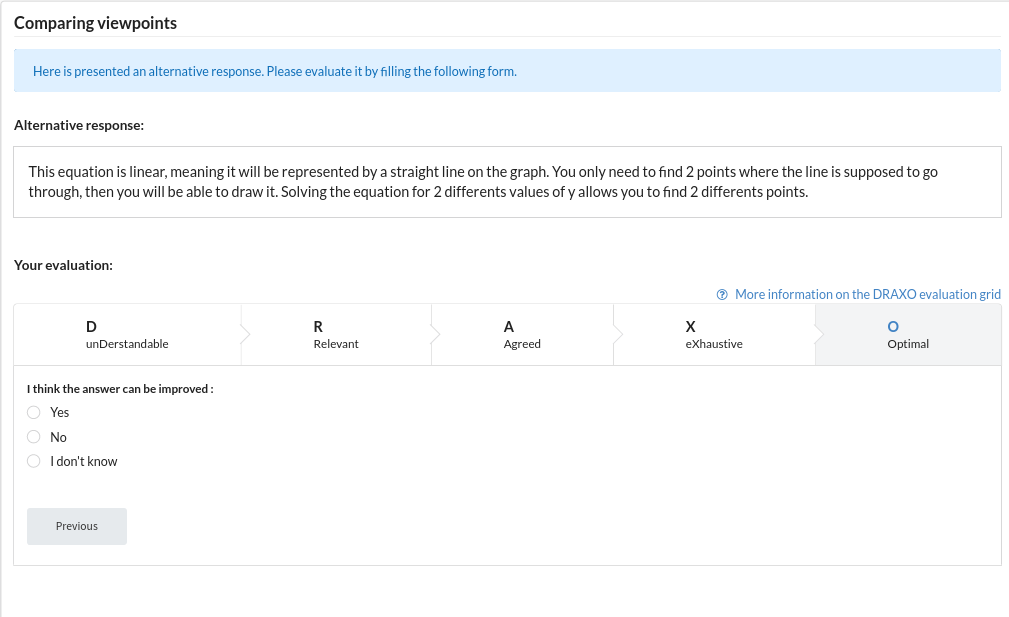 Comparing viewpoints
Here is presented an alternative response. Please evaluate it by filling the following form.
Alternative response:
This equation is linear, meaning it will be represented by a straight line on the graph. You only need to find 2 points where the line is supposed to go
through, then you will be able to draw it. Solving the equation for 2 differents values of y allows you to find 2 differents points.
Your evaluation:
More information on the DRAXO evaluation grid
D
unDerstandable
R
Relevant
A
Agreed
X
eXhaustive
O
Optimal
I think the answer can be improved :
Yes
No
I don't know
Previous